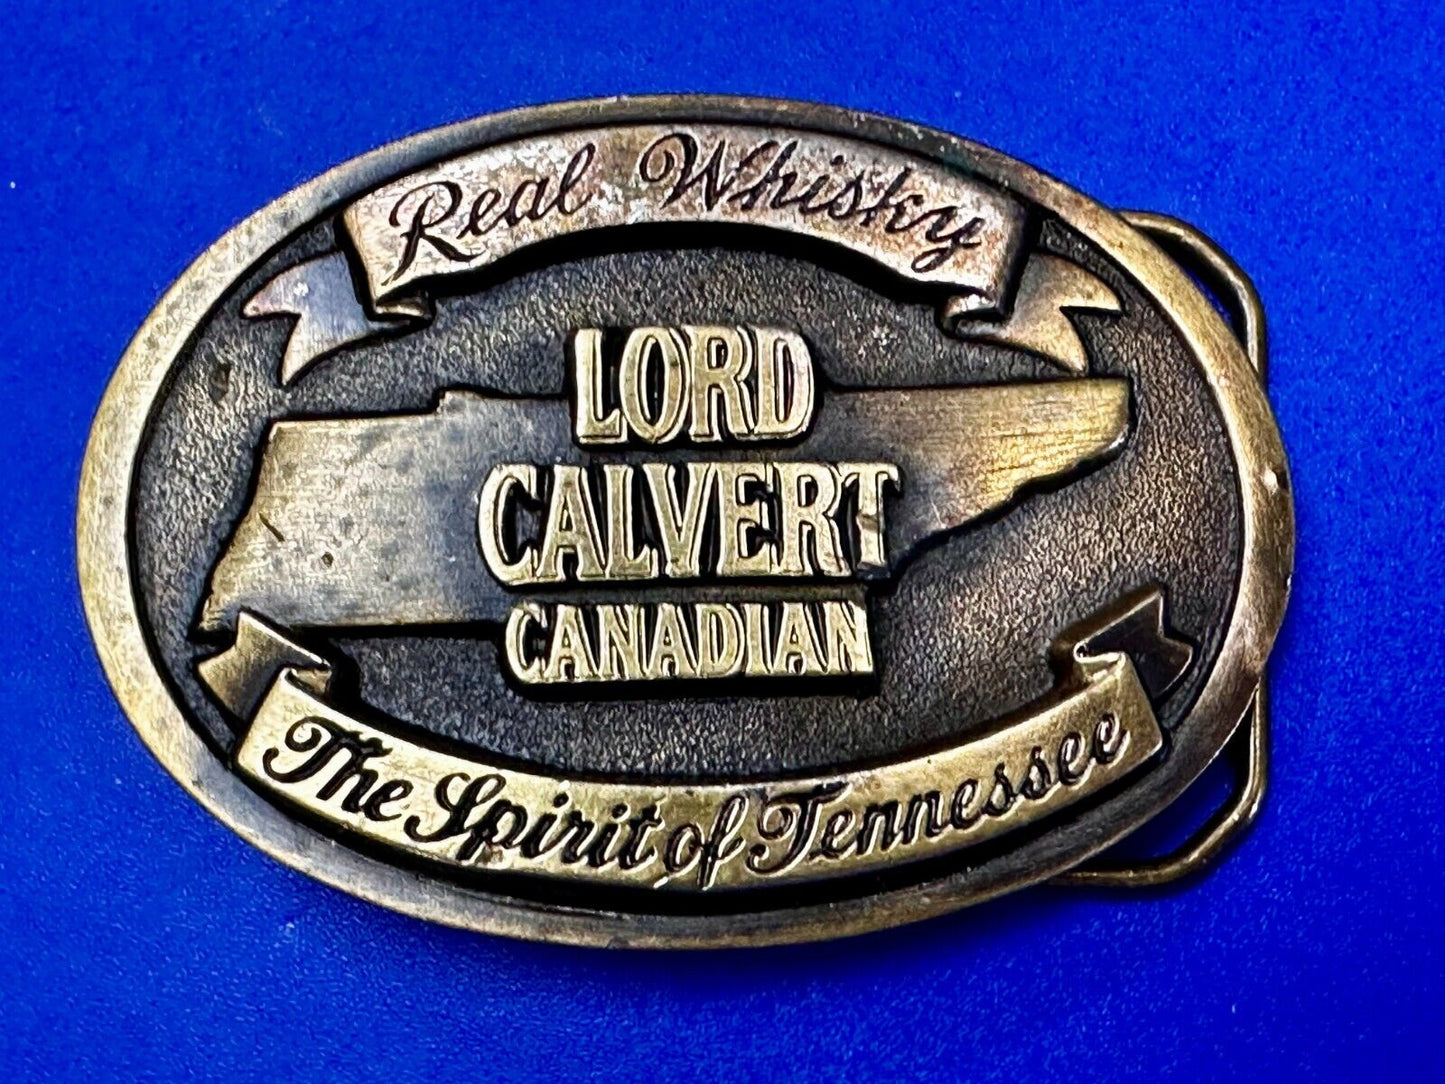 Real Whisky
LORD
CALVERT
CANADIAN
The Spirit of Tennessee